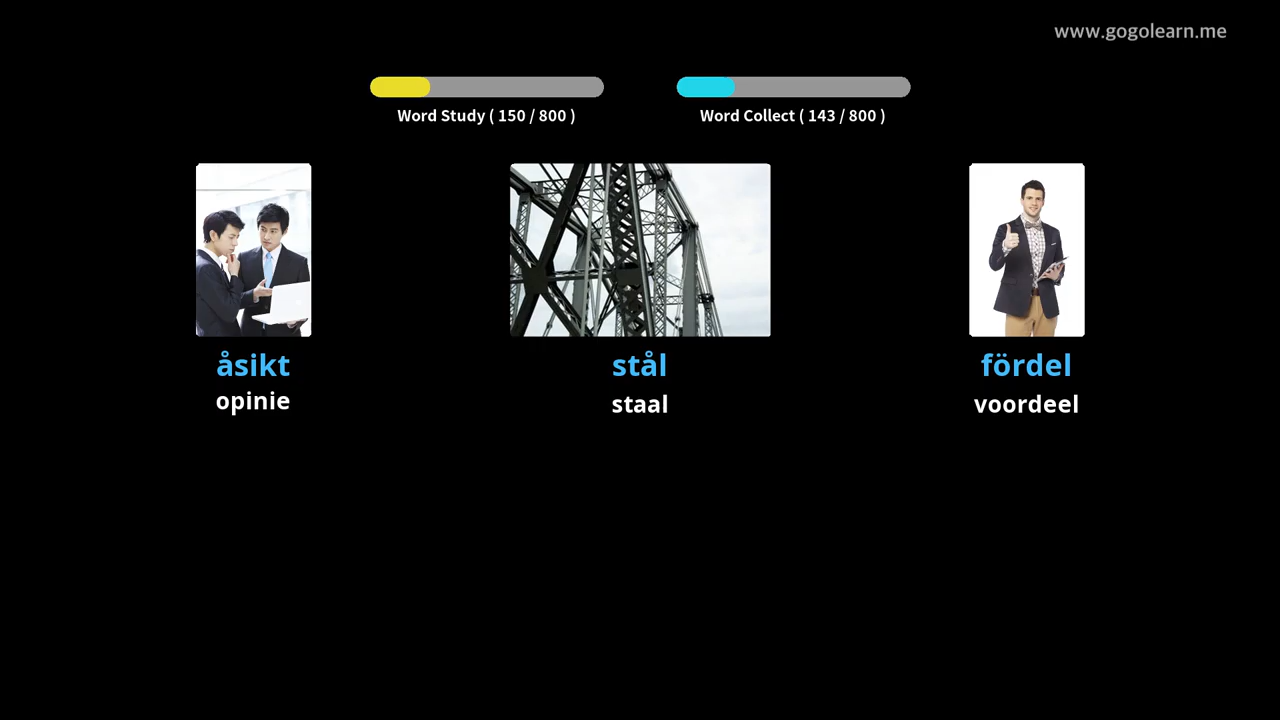 www.gogolearn.me
Word Study ( 150 / 800 )
Word Collect ( 143 / 800 )
åsikt
opinie
stål
staal
fördel
voordeel